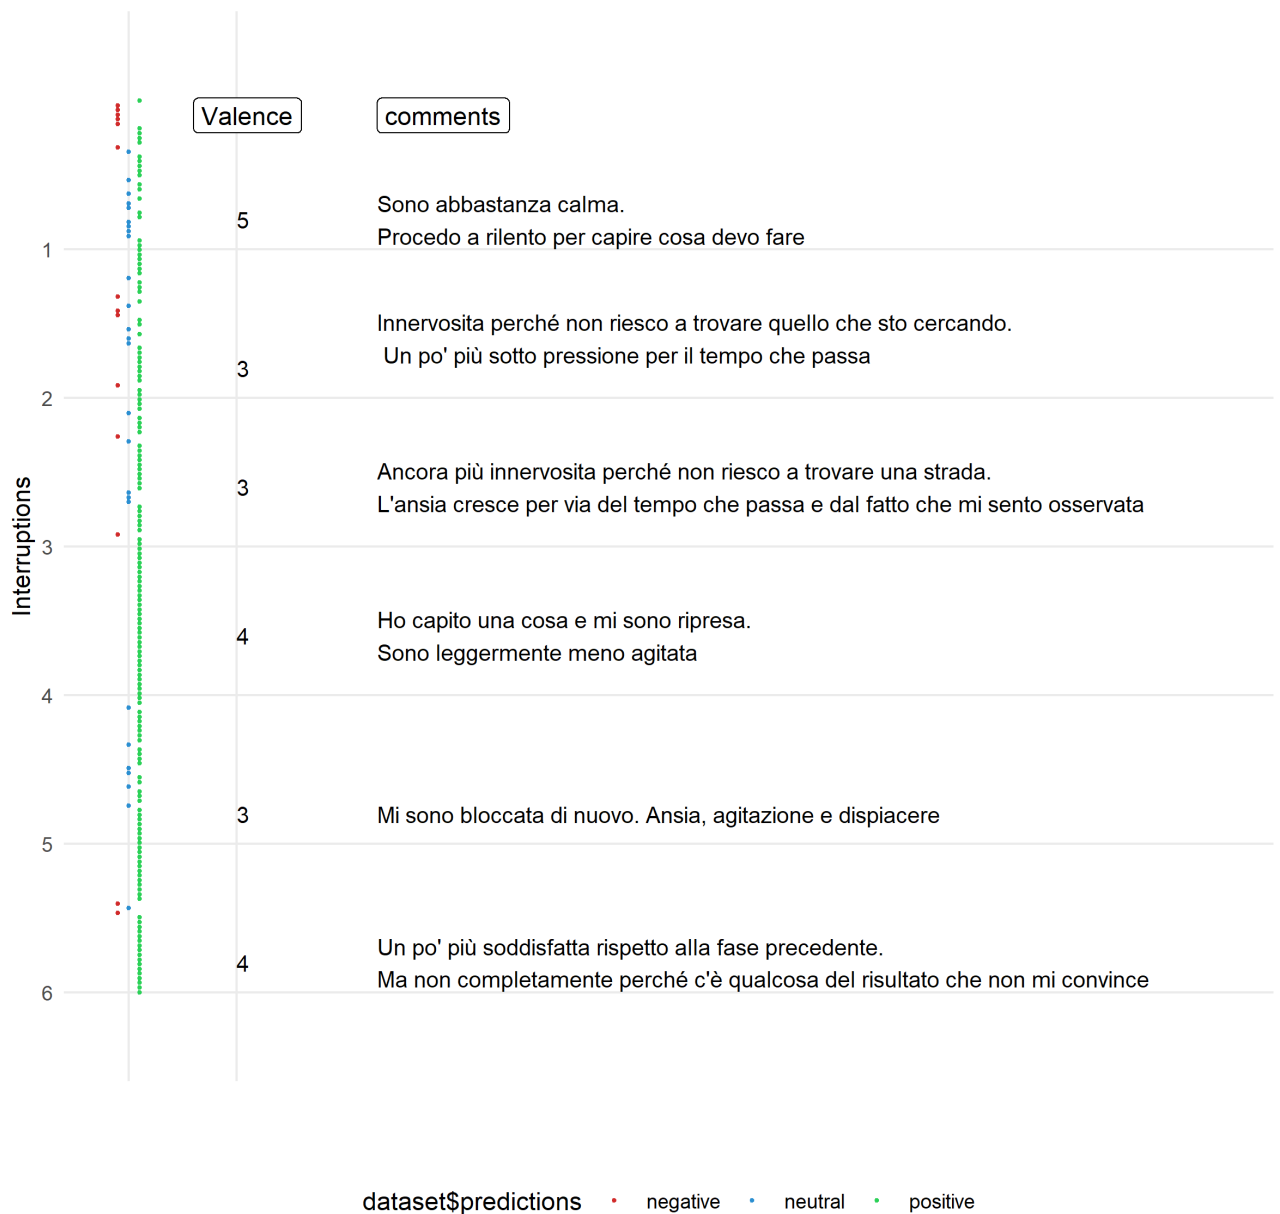 Valence comments
Sono abbastanza calma.
5
Procedo a rilento per capire cosa devo fare
1
Innervosita perché non riesco a trovare quello che sto cercando.
Un po' più sotto pressione per il tempo che passa
3
2
Ancora più innervosita perché non riesco a trovare una strada.
3
L'ansia cresce per via del tempo che passa e dal fatto che mi sento osservata
Interruptions
3
Ho capito una cosa e mi sono ripresa.
4
Sono leggermente meno agitata
4
3 Mi sono bloccata di nuovo. Ansia, agitazione e dispiacere
5
Un po' più soddisfatta rispetto alla fase precedente.
4
Ma non completamente perché c'è qualcosa del risultato che non mi convince
6
dataset$predictions negative neutral positive